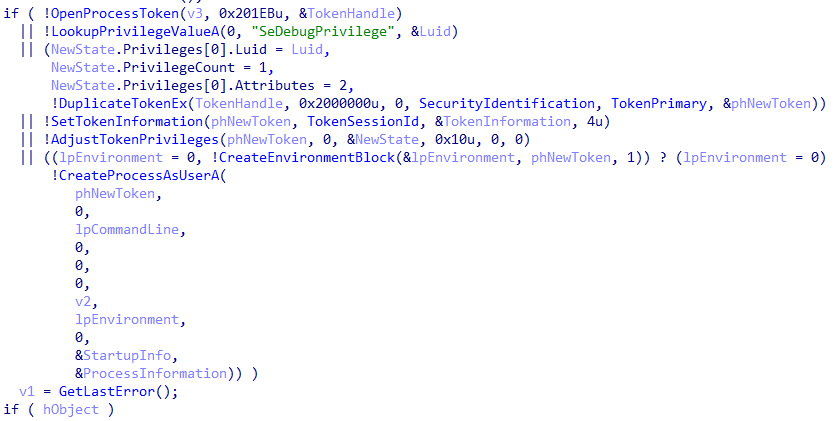 if ( !OpenProcessToken(v3, 0x201EBu, &TokenHandle)
|| !LookupPrivilegeValueA(0, "SeDebugPrivilege", &Luid)
|| (NewState.Privileges[0].Luid = Luid,
NewState.PrivilegeCount = 1,
NewState.Privileges[0].Attributes = 2,
!DuplicateTokenEx(TokenHandle, 0x2000000u, 0, SecurityIdentification, TokenPrimary, &phNewToken))
|| !SetTokenInformation(phNewToken, TokenSessionId, &TokenInformation, 4u)
|| !AdjustTokenPrivileges(phNewToken, 0, &NewState, 0x10u, 0, 0)
|| ((lpEnvironment = 0, !CreateEnvironmentBlock(&lpEnvironment, phNewToken, 1)) ? (lpEnvironment = 0)
!CreateProcessAsUserA(
phNewToken,
0,
lpCommandLine,
0,
0,
0,
v2,
lpEnvironment,
0,
&StartupInfo,
&ProcessInformation)) )
v1 = GetLastError();
if ( hObject )